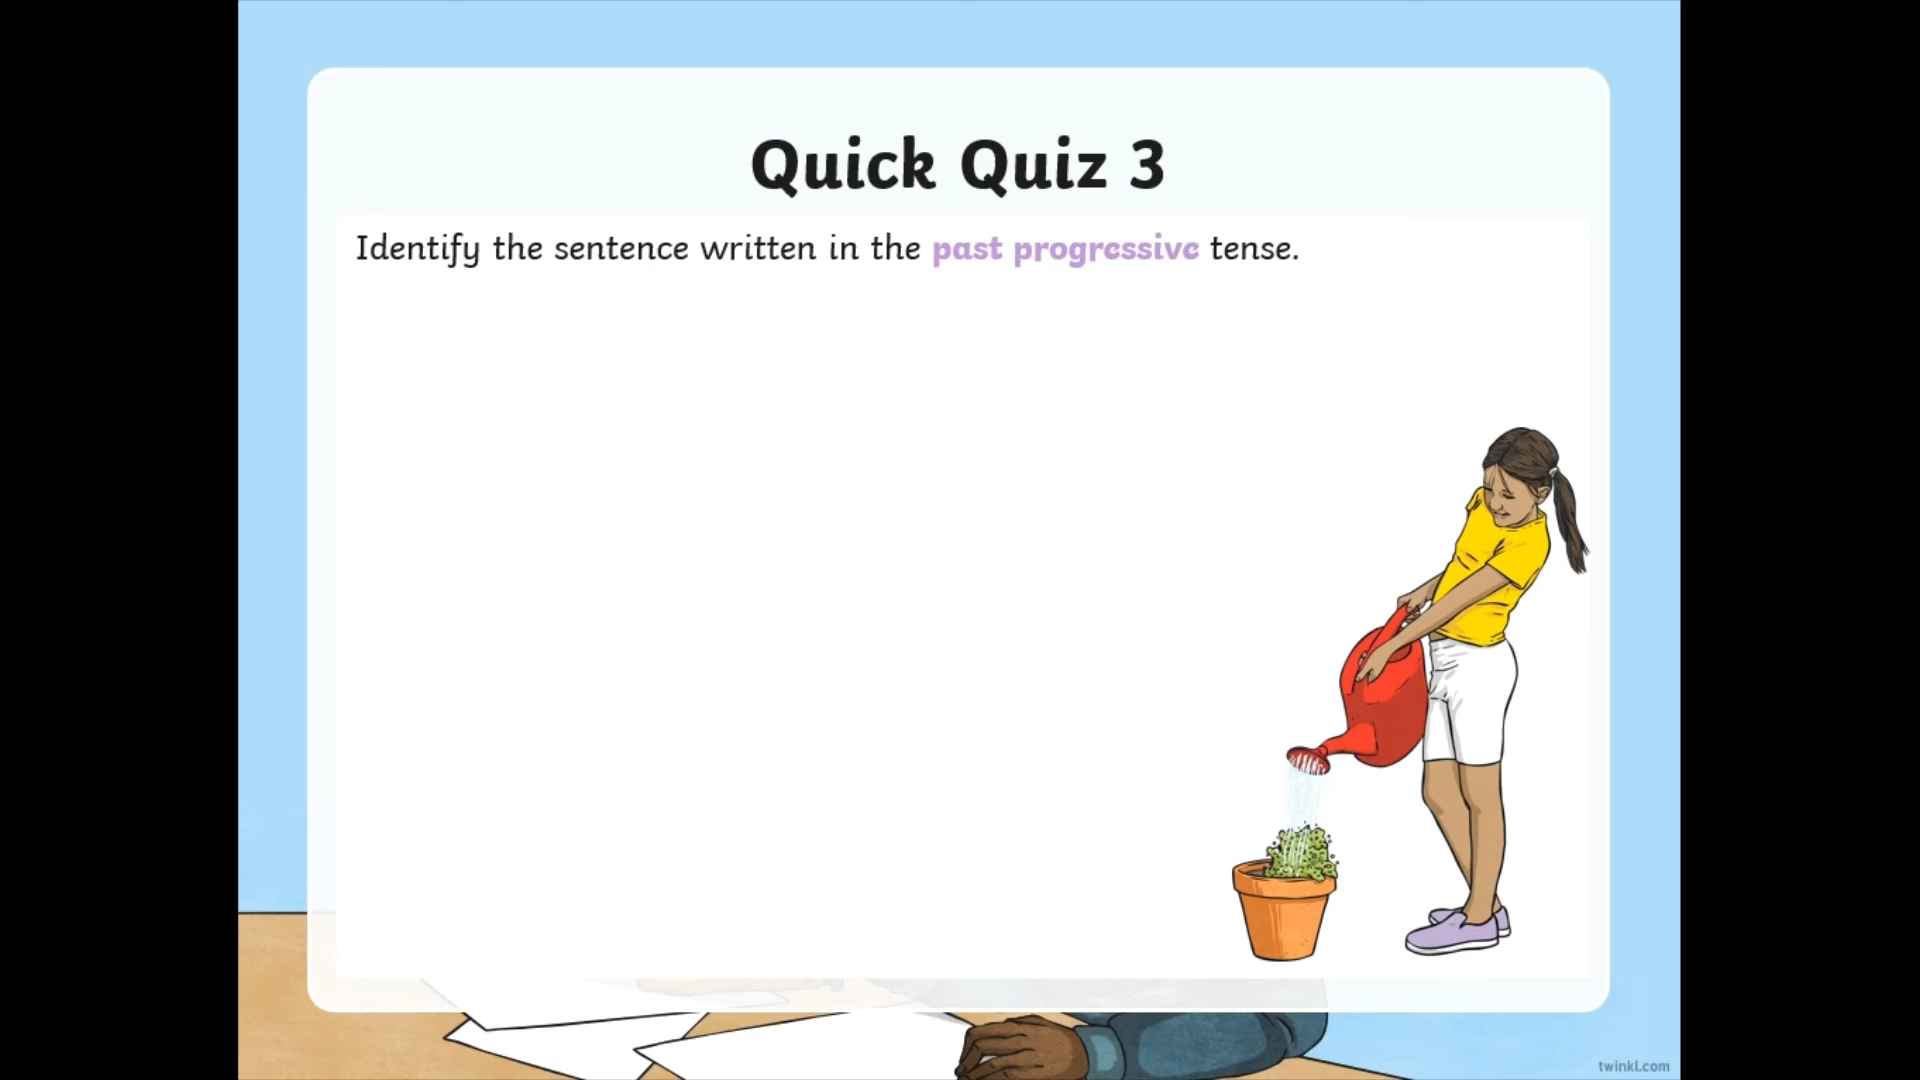 Quick Quiz 3
Identify the sentence written in the past progressive tense.
twinkl.com